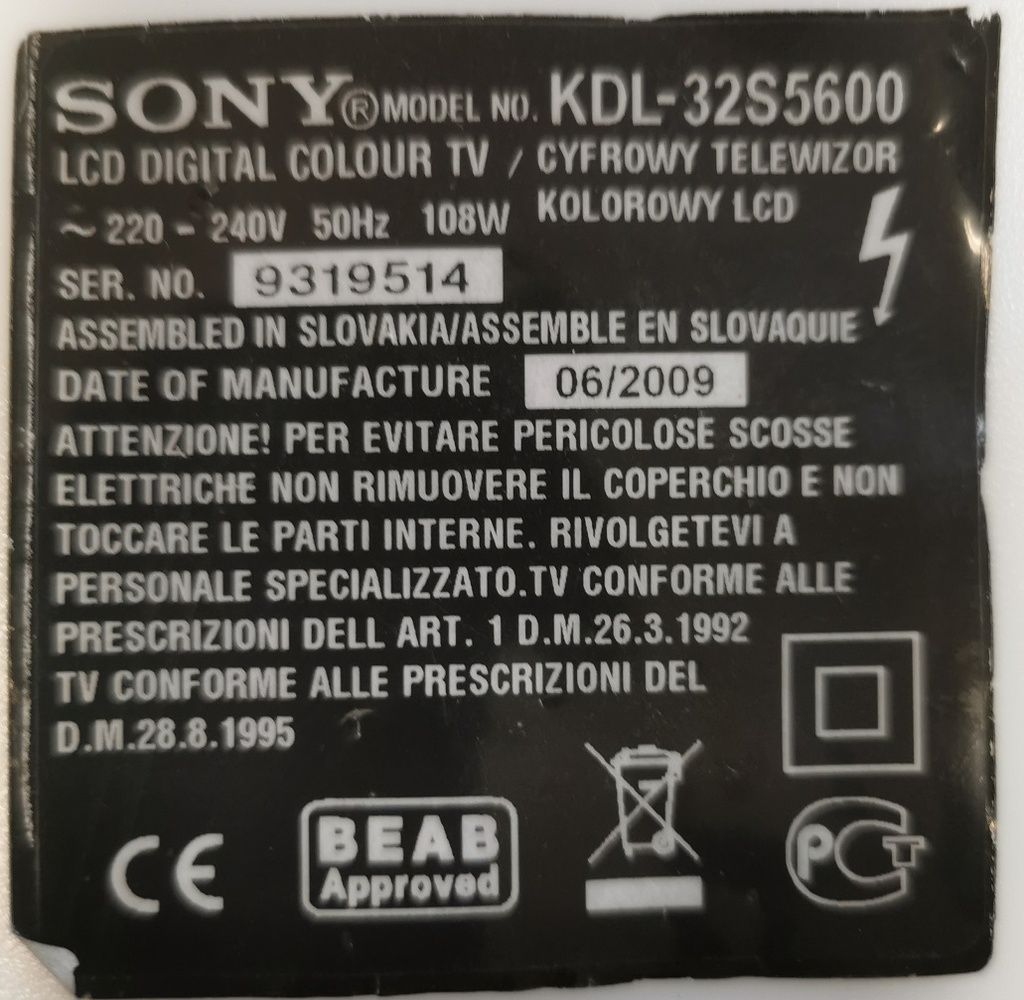 SONY® MODEL NO. KDL-32S5600
LCD DIGITAL COLOUR TV / CYFROWY TELEWIZOR
KOLOROWY LCD
~ 220 - 240V 50Hz 108W
SER. NO. 9319514
ASSEMBLED IN SLOVAKIA/ASSEMBLE EN SLOVAQUIE
DATE OF MANUFACTURE 06/2009
ATTENZIONE! PER EVITARE PERICOLOSE SCOSSE
ELETTRICHE NON RIMUOVERE IL COPERCHIO E NON
TOCCARE LE PARTI INTERNE. RIVOLGETEVI A
PERSONALE SPECIALIZZATO.TV CONFORME ALLE
PRESCRIZIONI DELL ART. 1 D.M.26.3.1992
TV CONFORME ALLE PRESCRIZIONI DEL
D.M.28.8.1995
CE
BEAB
Approved
РСТ